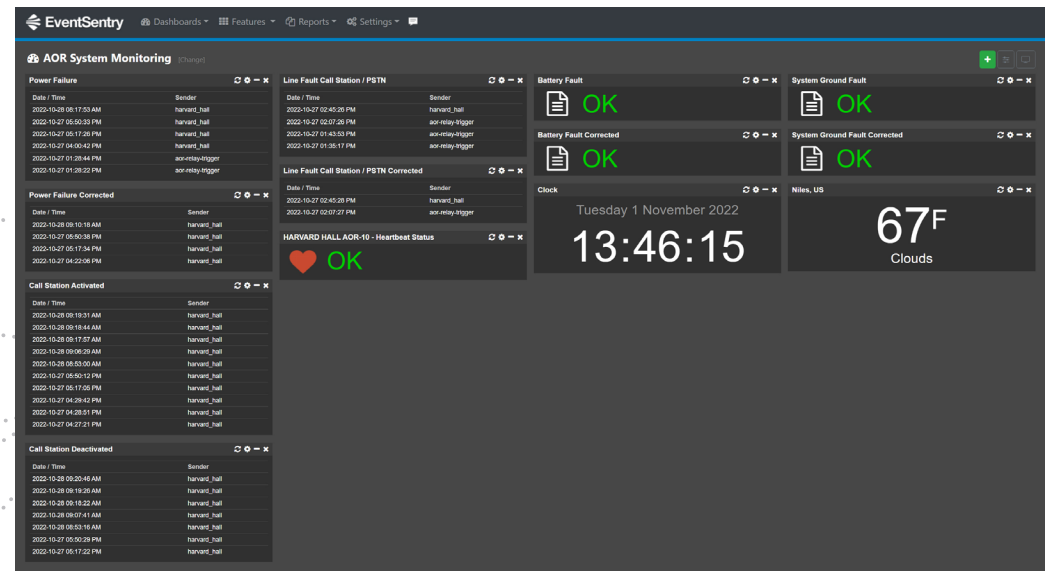 EventSentry Dashboards Features Reports Settings
AOR System Monitoring [Change]
Power Failure
Date / Time Sender
2022-10-28 08:17:53 AM harvard_hall
2022-10-27 05:50:33 PM harvard_hall
2022-10-27 05:17:26 PM harvard_hall
2022-10-27 04:00:42 PM harvard_hall
2022-10-27 01:28:44 PM aor-relay-trigger
2022-10-27 01:28:22 PM aor-relay-trigger
Power Failure Corrected
Date / Time Sender
2022-10-28 09:10:18 AM harvard_hall
2022-10-27 05:50:38 PM harvard_hall
2022-10-27 05:17:34 PM harvard_hall
2022-10-27 04:22:06 PM harvard_hall
Call Station Activated
Date / Time Sender
2022-10-28 09:19:31 AM harvard_hall
2022-10-28 09:18:44 AM harvard_hall
2022-10-28 09:17:57 AM harvard_hall
2022-10-28 09:06:29 AM harvard_hall
2022-10-28 08:53:00 AM harvard_hall
2022-10-27 05:50:12 PM harvard_hall
2022-10-27 05:17:05 PM harvard_hall
2022-10-27 04:29:42 PM harvard_hall
2022-10-27 04:28:51 PM harvard_hall
2022-10-27 04:27:21 PM harvard_hall
Call Station Deactivated
Date / Time Sender
2022-10-28 09:20:46 AM harvard_hall
2022-10-28 09:19:26 AM harvard_hall
2022-10-28 09:18:22 AM harvard_hall
2022-10-28 09:07:41 AM harvard_hall
2022-10-28 08:53:16 AM harvard_hall
2022-10-27 05:50:29 PM harvard_hall
2022-10-27 05:17:22 PM harvard_hall
Line Fault Call Station / PSTN
Date / Time Sender
2022-10-27 02:45:26 PM harvard_hall
2022-10-27 02:07:26 PM aor-relay-trigger
2022-10-27 01:43:53 PM aor-relay-trigger
2022-10-27 01:35:17 PM aor-relay-trigger
Line Fault Call Station / PSTN Corrected
Date / Time Sender
2022-10-27 02:45:28 PM harvard_hall
2022-10-27 02:07:27 PM aor-relay-trigger
HARVARD HALL AOR-10 - Heartbeat Status
OK
Battery Fault
OK
Battery Fault Corrected
OK
Clock
Tuesday 1 November 2022
13:46:15
System Ground Fault
OK
System Ground Fault Corrected
OK
Niles, US
67F
Clouds